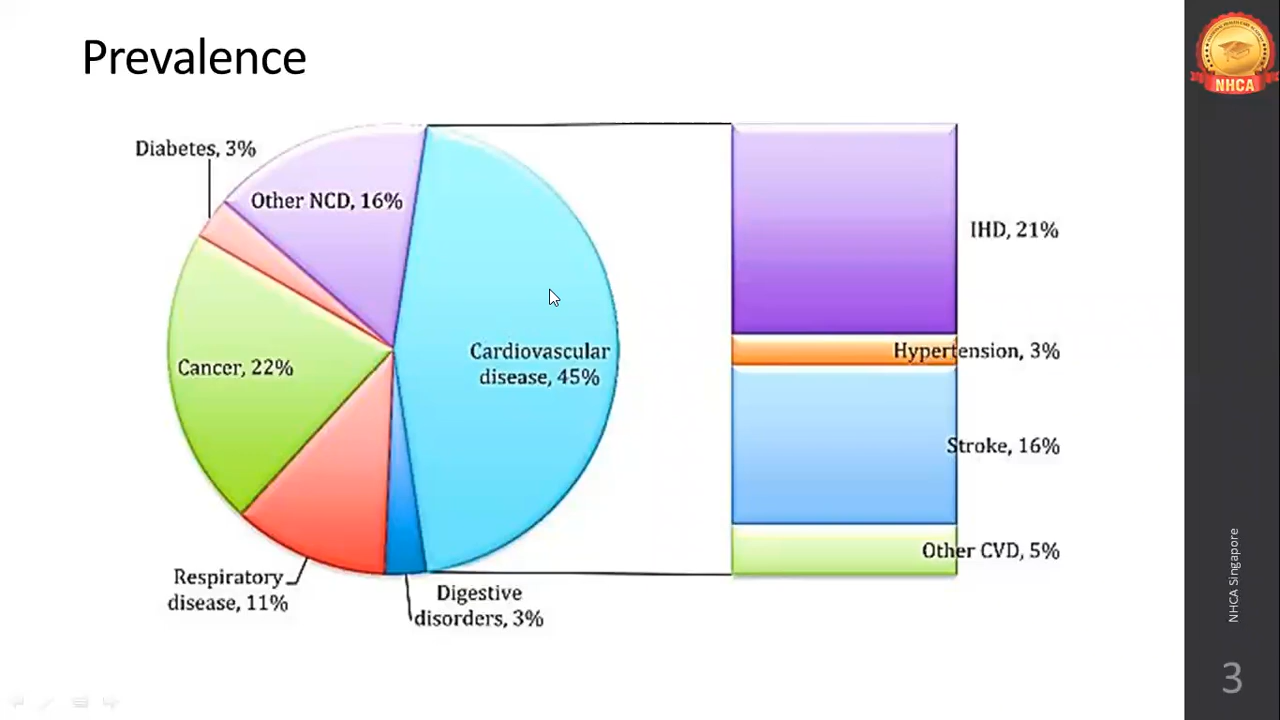 Prevalence
NHCA
Diabetes, 3%
Other NCD, 16%
Cancer, 22%
Cardiovascular
disease, 45%
Respiratory
disease, 11%
Digestive
disorders, 3%
IHD, 21%
Hypertension, 3%
Stroke, 16%
Other CVD, 5%
NHCA Singapore
3